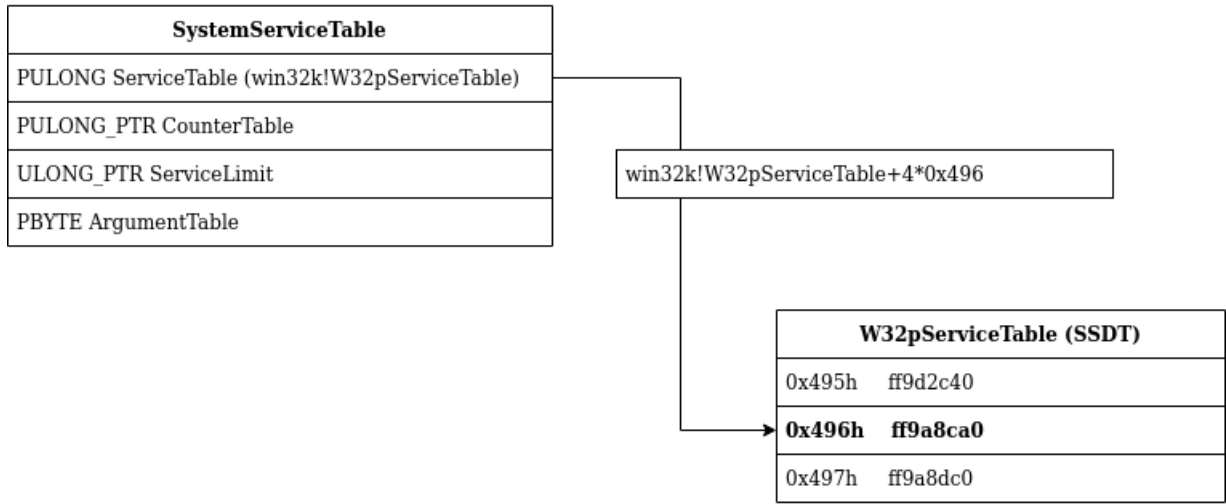 SystemServiceTable
PULONG ServiceTable (win32k!W32pServiceTable)
PULONG_PTR CounterTable
ULONG_PTR ServiceLimit
PBYTE ArgumentTable
win32k!W32pServiceTable+4*0x496
W32pServiceTable (SSDT)
0x495h ff9d2c40
0x496h ff9a8ca0
0x497h ff9a8dc0